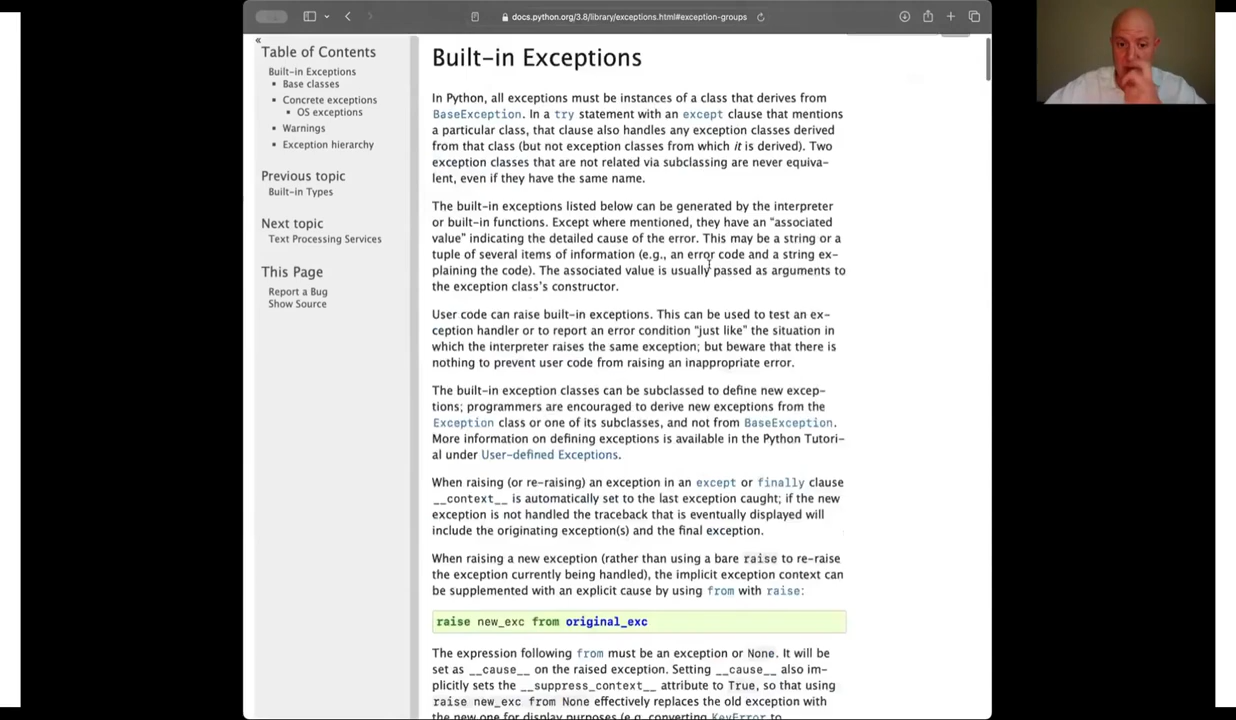 docs.python.org/3.8/library/exceptions.html#exception-groups
«
Table of Contents
Built-in Exceptions
Base classes
Concrete exceptions
OS exceptions
Warnings
Exception hierarchy
Previous topic
Built-in Types
Next topic
Text Processing Services
This Page
Report a Bug
Show Source
Built-in Exceptions
In Python, all exceptions must be instances of a class that derives from
BaseException. In a try statement with an except clause that mentions
a particular class, that clause also handles any exception classes derived
from that class (but not exception classes from which it is derived). Two
exception classes that are not related via subclassing are never equiva-
lent, even if they have the same name.
The built-in exceptions listed below can be generated by the interpreter
or built-in functions. Except where mentioned, they have an “associated
value” indicating the detailed cause of the error. This may be a string or a
tuple of several items of information (e.g., an error code and a string ex-
plaining the code). The associated value is usually passed as arguments to
the exception class’s constructor.
User code can raise built-in exceptions. This can be used to test an ex-
ception handler or to report an error condition “just like” the situation in
which the interpreter raises the same exception; but beware that there is
nothing to prevent user code from raising an inappropriate error.
The built-in exception classes can be subclassed to define new excep-
tions; programmers are encouraged to derive new exceptions from the
Exception class or one of its subclasses, and not from BaseException.
More information on defining exceptions is available in the Python Tutori-
al under User-defined Exceptions.
When raising (or re-raising) an exception in an except or finally clause
__context__ is automatically set to the last exception caught; if the new
exception is not handled the traceback that is eventually displayed will
include the originating exception(s) and the final exception.
When raising a new exception (rather than using a bare raise to re-raise
the exception currently being handled), the implicit exception context can
be supplemented with an explicit cause by using from with raise:
raise new_exc from original_exc
The expression following from must be an exception or None. It will be
set as __cause__ on the raised exception. Setting __cause__ also im-
plicitly sets the __suppress_context__ attribute to True, so that using
raise new_exc from None effectively replaces the old exception with
the new one for display purposes (e.g. converting KeyError to